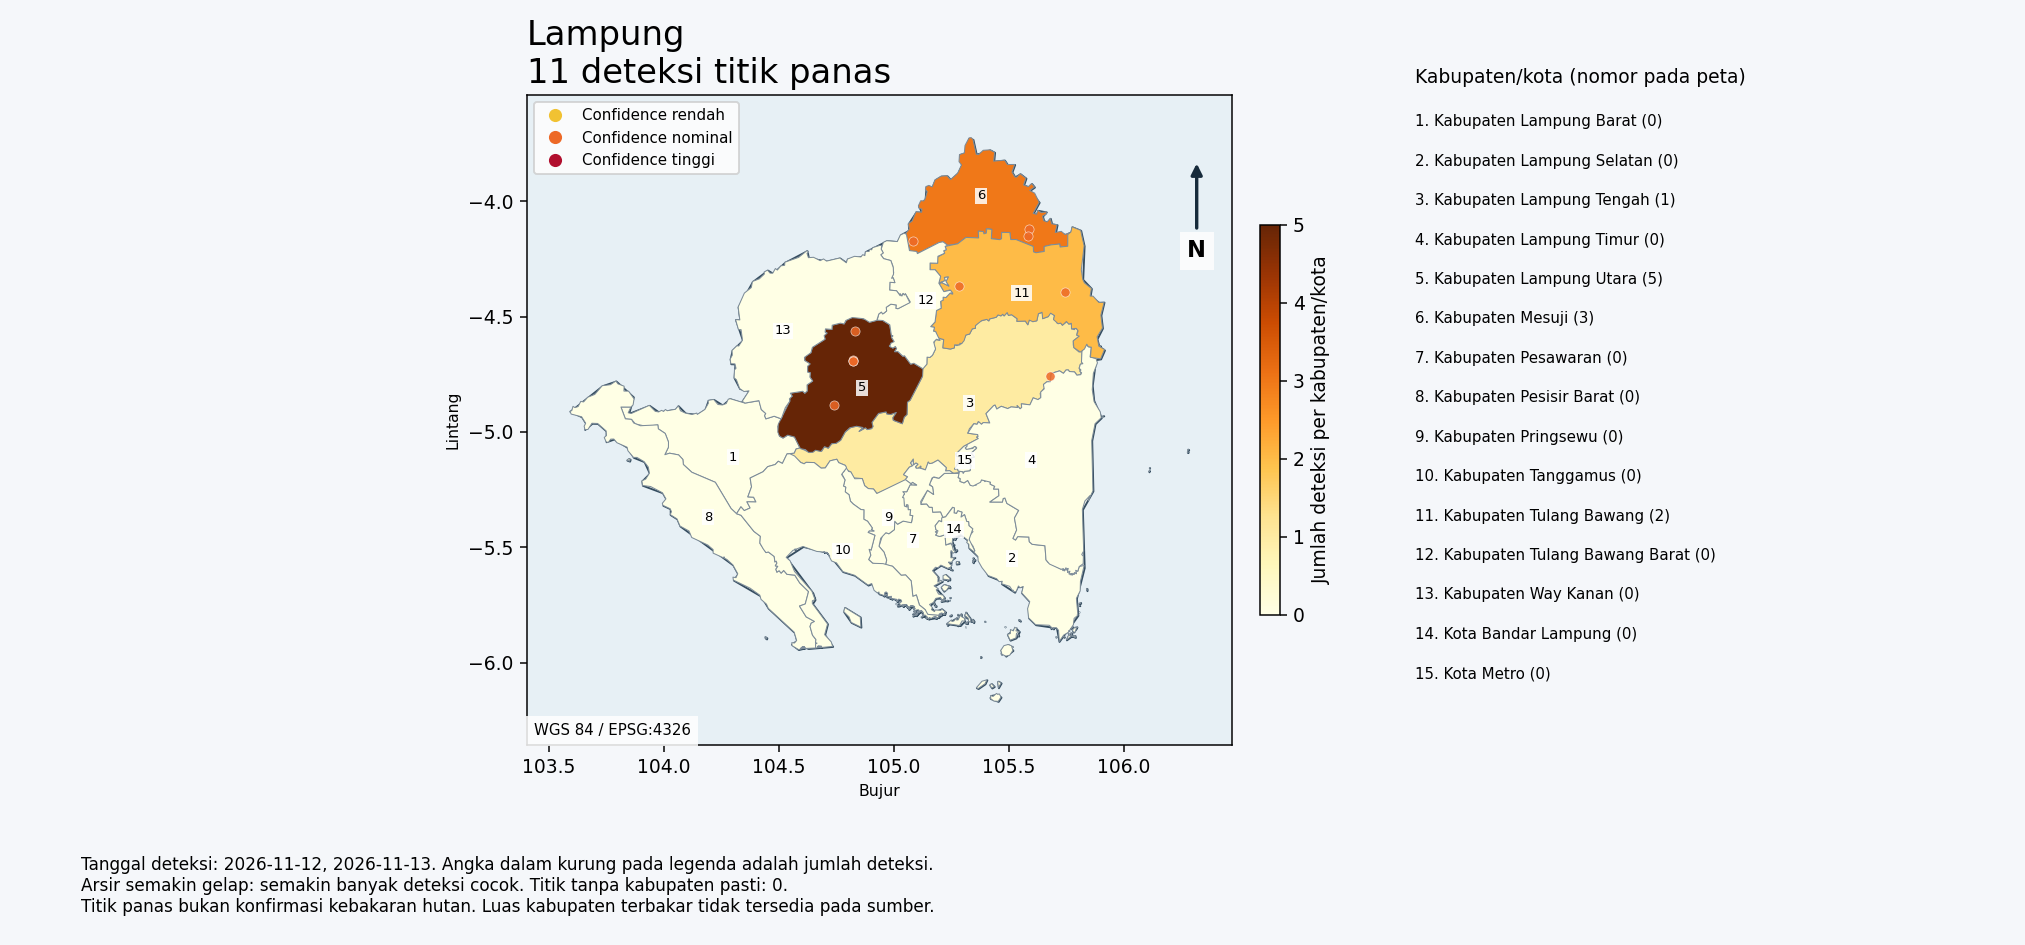 Lampung
11 deteksi titik panas
Confidence rendah
Confidence nominal
Confidence tinggi
N
−4.0
−4.5
−5.0
−5.5
−6.0
Lintang
6
12
11
13
5
3
1
15
4
8
9
14
7
10
2
WGS 84 / EPSG:4326
103.5
104.0
104.5
105.0
105.5
106.0
Bujur
5
4
3
2
1
0
Jumlah deteksi per kabupaten/kota
Kabupaten/kota (nomor pada peta)
1. Kabupaten Lampung Barat (0)
2. Kabupaten Lampung Selatan (0)
3. Kabupaten Lampung Tengah (1)
4. Kabupaten Lampung Timur (0)
5. Kabupaten Lampung Utara (5)
6. Kabupaten Mesuji (3)
7. Kabupaten Pesawaran (0)
8. Kabupaten Pesisir Barat (0)
9. Kabupaten Pringsewu (0)
10. Kabupaten Tanggamus (0)
11. Kabupaten Tulang Bawang (2)
12. Kabupaten Tulang Bawang Barat (0)
13. Kabupaten Way Kanan (0)
14. Kota Bandar Lampung (0)
15. Kota Metro (0)
Tanggal deteksi: 2026-11-12, 2026-11-13. Angka dalam kurung pada legenda adalah jumlah deteksi.
Arsir semakin gelap: semakin banyak deteksi cocok. Titik tanpa kabupaten pasti: 0.
Titik panas bukan konfirmasi kebakaran hutan. Luas kabupaten terbakar tidak tersedia pada sumber.